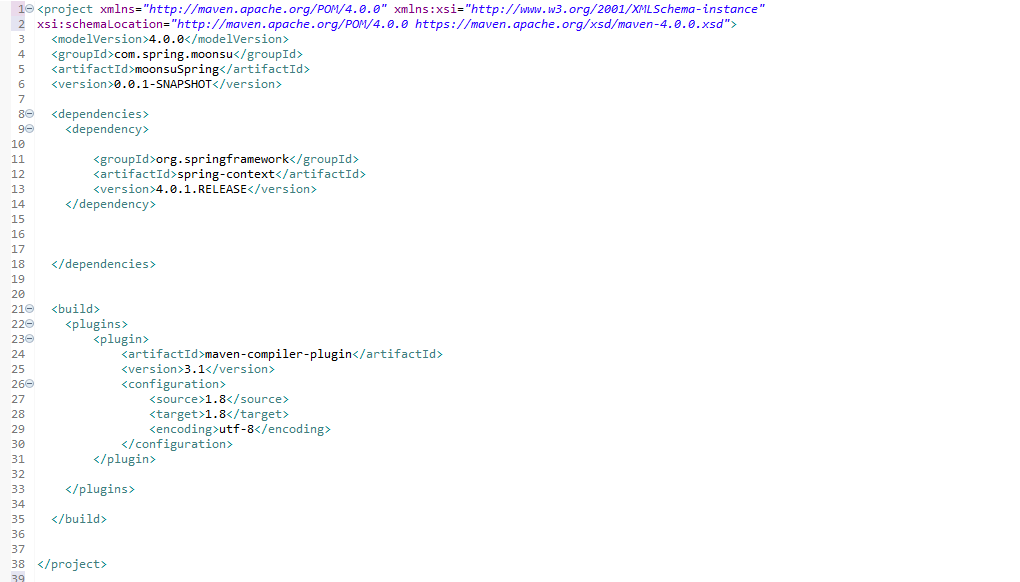 1 <project xmlns="http://maven.apache.org/POM/4.0.0" xmlns:xsi="http://www.w3.org/2001/XMLSchema-instance"
2 xsi:schemaLocation="http://maven.apache.org/POM/4.0.0 https://maven.apache.org/xsd/maven-4.0.0.xsd">
3 <modelVersion>4.0.0</modelVersion>
4 <groupId>com.spring.moonsu</groupId>
5 <artifactId>moonsuSpring</artifactId>
6 <version>0.0.1-SNAPSHOT</version>
7
8 <dependencies>
9 <dependency>
10
11 <groupId>org.springframework</groupId>
12 <artifactId>spring-context</artifactId>
13 <version>4.0.1.RELEASE</version>
14 </dependency>
15
16
17
18 </dependencies>
19
20
21 <build>
22 <plugins>
23 <plugin>
24 <artifactId>maven-compiler-plugin</artifactId>
25 <version>3.1</version>
26 <configuration>
27 <source>1.8</source>
28 <target>1.8</target>
29 <encoding>utf-8</encoding>
30 </configuration>
31 </plugin>
32
33 </plugins>
34
35 </build>
36
37
38 </project>
39